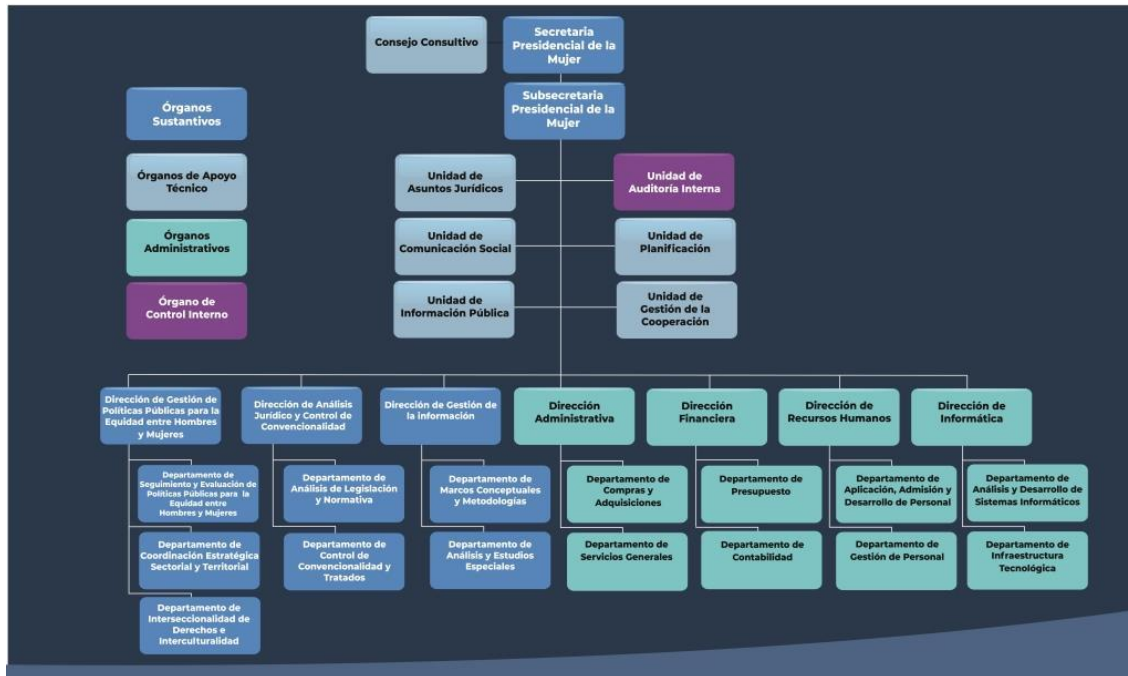 Consejo Consultivo
Secretaria
Presidencial de la
Mujer
Subsecretaria
Presidencial de la
Mujer
Órganos
Sustantivos
Órganos de Apoyo
Técnico
Órganos
Administrativos
Órgano de
Control Interno
Unidad de
Asuntos Jurídicos
Unidad de
Auditoría Interna
Unidad de
Comunicación Social
Unidad de
Planificación
Unidad de
Información Pública
Unidad de
Gestión de la
Cooperación
Dirección de Gestión de
Políticas Públicas para la
Equidad entre Hombres
y Mujeres
Dirección de Análisis
Jurídico y Control de
Convencionalidad
Dirección de Gestión de
la información
Dirección
Administrativa
Dirección
Financiera
Dirección de
Recursos Humanos
Dirección de
Informática
Departamento de
Seguimiento y Evaluación de
Políticas Públicas para la
Equidad entre
Hombres y Mujeres
Departamento de
Análisis de Legislación y
Normativa
Departamento de
Marcos Conceptuales
y Metodologías
Departamento de
Compras y
Adquisiciones
Departamento de
Presupuesto
Departamento de
Aplicación, Admisión y
Desarrollo de Personal
Departamento de
Análisis y Desarrollo de
Sistemas Informáticos
Departamento de
Coordinación Estratégica
Sectorial y Territorial
Departamento de
Control de
Convencionalidad y
Tratados
Departamento de
Análisis y Estudios
Especiales
Departamento de
Servicios Generales
Departamento de
Contabilidad
Departamento de
Gestión de Personal
Departamento de
Infraestructura
Tecnológica
Departamento de
Interseccionalidad de
Derechos e
Interculturalidad